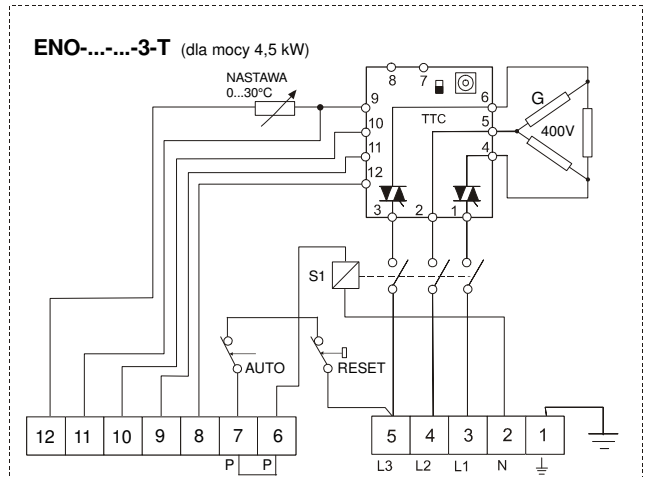 ENO-...-...-3-T (dla mocy 4,5 kW)
NASTAWA
0...30°C
8 7
9
10
11
12
TTC
6
5
4
G
400V
3 2 1
S1
AUTO
RESET
12 11 10 9 8 7 6
5 4 3 2 1
P P
L3 L2 L1 N